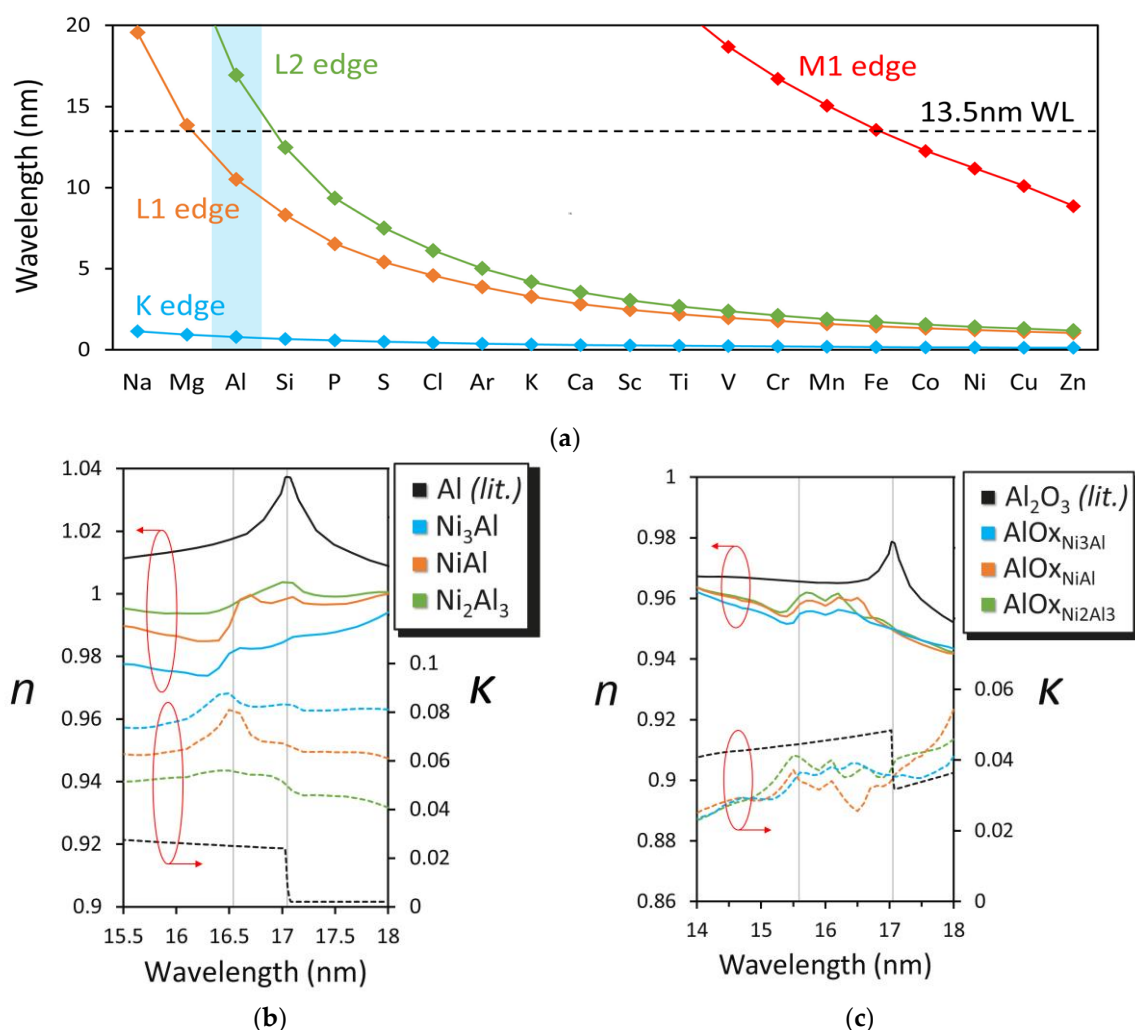 20
15
10
5
0
Wavelength (nm)
L2 edge
M1 edge
13.5nm WL
L1 edge
K edge
Na Mg Al Si P S Cl Ar K Ca Sc Ti V Cr Mn Fe Co Ni Cu Zn
(a)
1.04
1.02
1
0.98
0.96
0.94
0.92
0.9
n
Al (lit.)
Ni₃Al
NiAl
Ni₂Al₃
0.1
0.08
0.06
0.04
0.02
0
κ
15.5 16 16.5 17 17.5 18
Wavelength (nm)
(b)
1
0.98
0.96
0.94
0.92
0.9
0.88
0.86
n
Al₂O₃ (lit.)
AlOx_Ni3Al
AlOx_NiAl
AlOx_Ni2Al3
0.06
0.04
0.02
0
κ
14 15 16 17 18
Wavelength (nm)
(c)